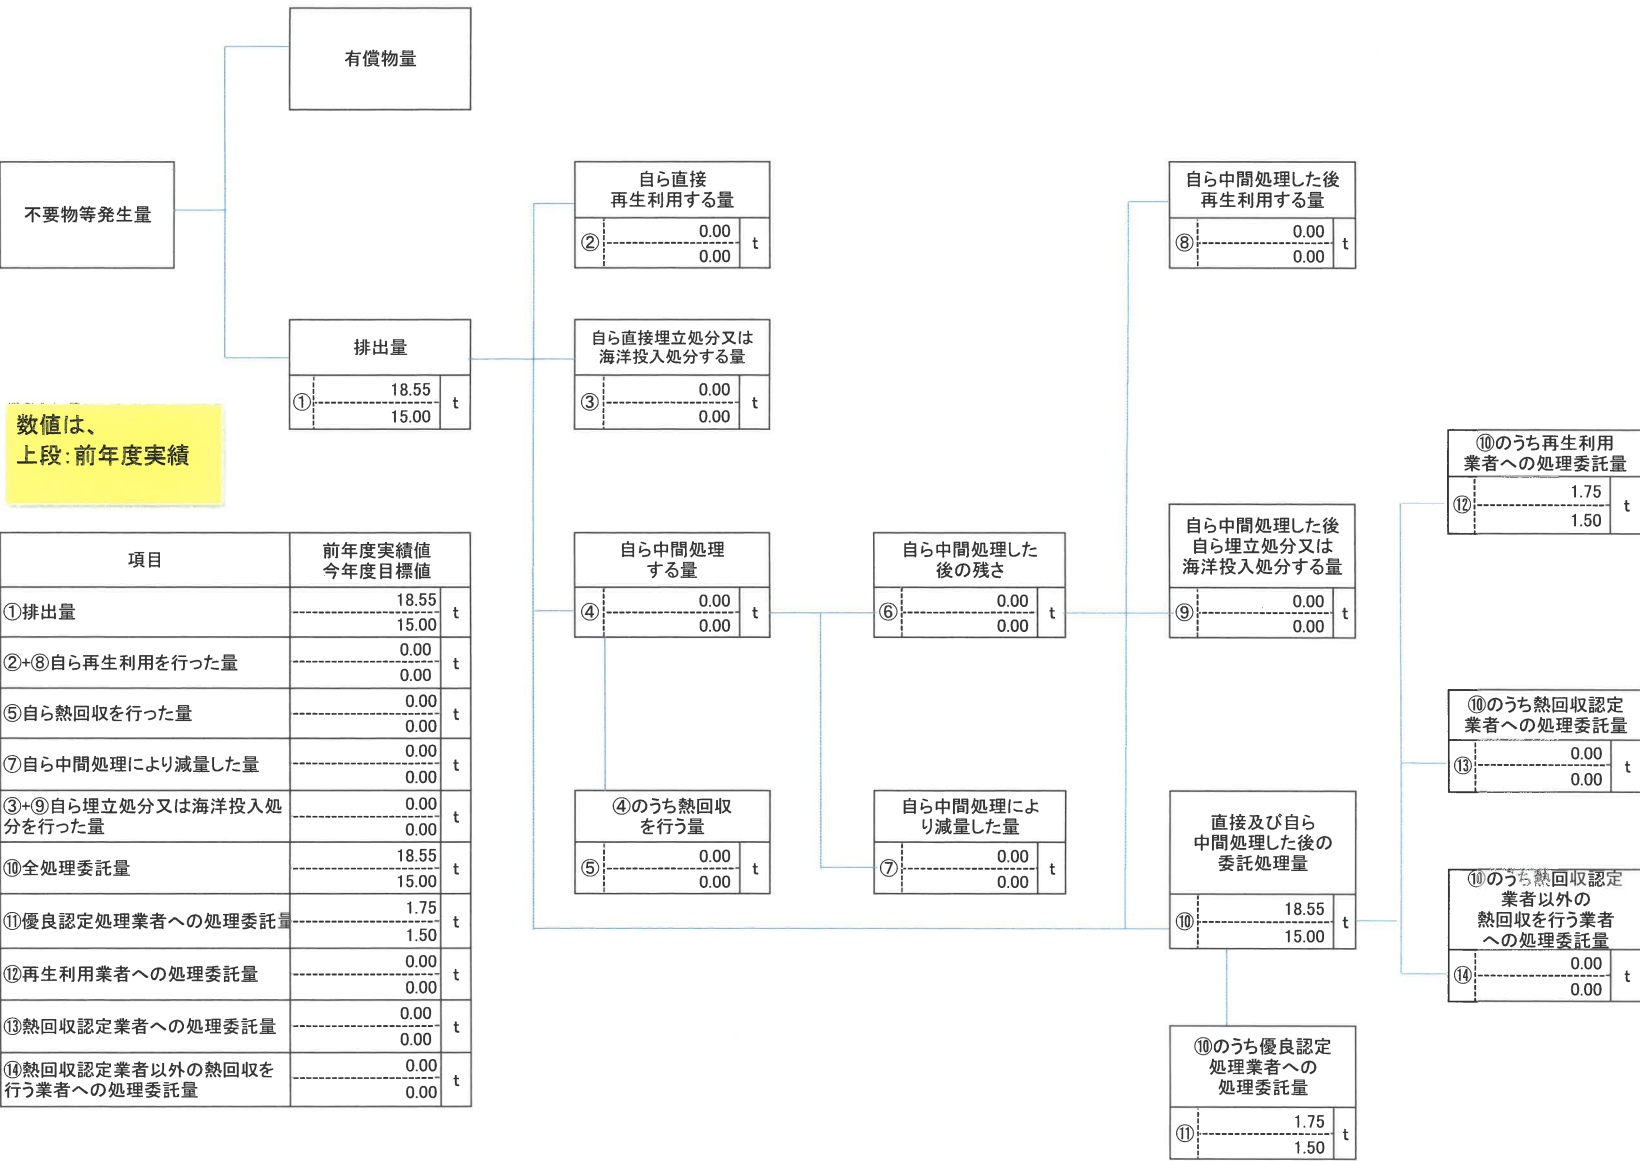 有償物量
不要物等発生量
排出量
①
18.55
15.00
t
数値は、
上段：前年度実績
自ら直接
再生利用する量
②
0.00
0.00
t
自ら直接埋立処分又は
海洋投入処分する量
③
0.00
0.00
t
自ら中間処理
する量
④
0.00
0.00
t
④のうち熱回収
を行う量
⑤
0.00
0.00
t
自ら中間処理した
後の残さ
⑥
0.00
0.00
t
自ら中間処理によ
り減量した量
⑦
0.00
0.00
t
自ら中間処理した後
再生利用する量
⑧
0.00
0.00
t
自ら中間処理した後
自ら埋立処分又は
海洋投入処分する量
⑨
0.00
0.00
t
直接及び自ら
中間処理した後の
委託処理量
⑩
18.55
15.00
t
⑩のうち優良認定
処理業者への
処理委託量
⑪
1.75
1.50
t
⑩のうち再生利用
業者への処理委託量
⑫
1.75
1.50
t
⑩のうち熱回収認定
業者への処理委託量
⑬
0.00
0.00
t
⑩のうち熱回収認定
業者以外の
熱回収を行う業者
への処理委託量
⑭
0.00
0.00
t
項目
前年度実績値
今年度目標値
①排出量
18.55
15.00
t
②+⑧自ら再生利用を行った量
0.00
0.00
t
⑤自ら熱回収を行った量
0.00
0.00
t
⑦自ら中間処理により減量した量
0.00
0.00
t
③+⑨自ら埋立処分又は海洋投入処
分を行った量
0.00
0.00
t
⑩全処理委託量
18.55
15.00
t
⑪優良認定処理業者への処理委託量
1.75
1.50
t
⑫再生利用業者への処理委託量
0.00
0.00
t
⑬熱回収認定業者への処理委託量
0.00
0.00
t
⑭熱回収認定業者以外の熱回収を
行う業者への処理委託量
0.00
0.00
t